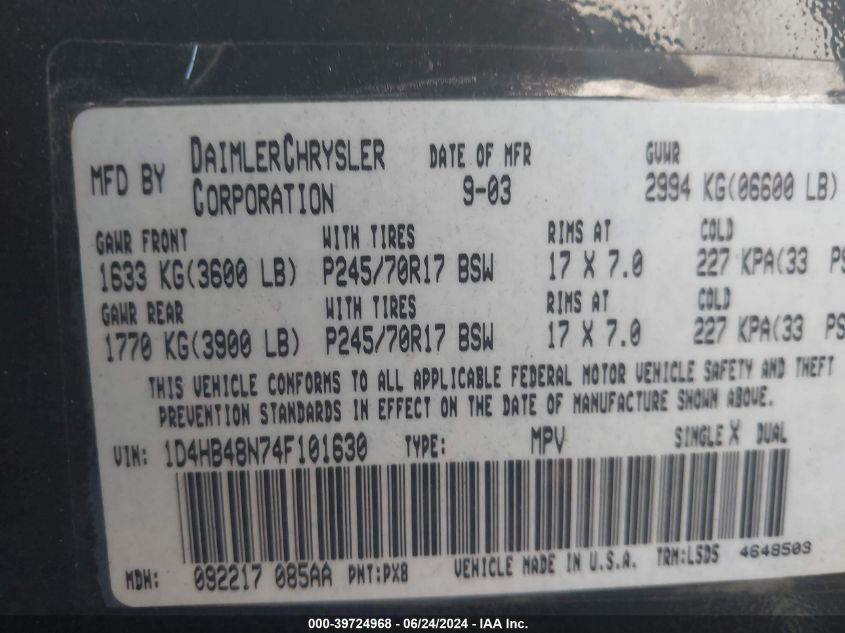 MFD BY DAIMLERCHRYSLER CORPORATION DATE OF MFR 9-03 GVWR 2994 KG(06600 LB)
GAWR FRONT WITH TIRES RIMS AT COLD
1633 KG(3600 LB) P245/70R17 BSW 17 X 7.0 227 KPA(33 PS
GAWR REAR WITH TIRES RIMS AT COLD
1770 KG(3900 LB) P245/70R17 BSW 17 X 7.0 227 KPA(33 PS
THIS VEHICLE CONFORMS TO ALL APPLICABLE FEDERAL MOTOR VEHICLE SAFETY AND THEFT
PREVENTION STANDARDS IN EFFECT ON THE DATE OF MANUFACTURE SHOWN ABOVE.
VIN: 1D4HB48N74F101630 TYPE: MPV SINGLE X DUAL
MDH: 092217 085AA PNT:PX8 VEHICLE MADE IN U.S.A. TRM:LSDS 4648503
000-39724968 - 06/24/2024 - IAA Inc.